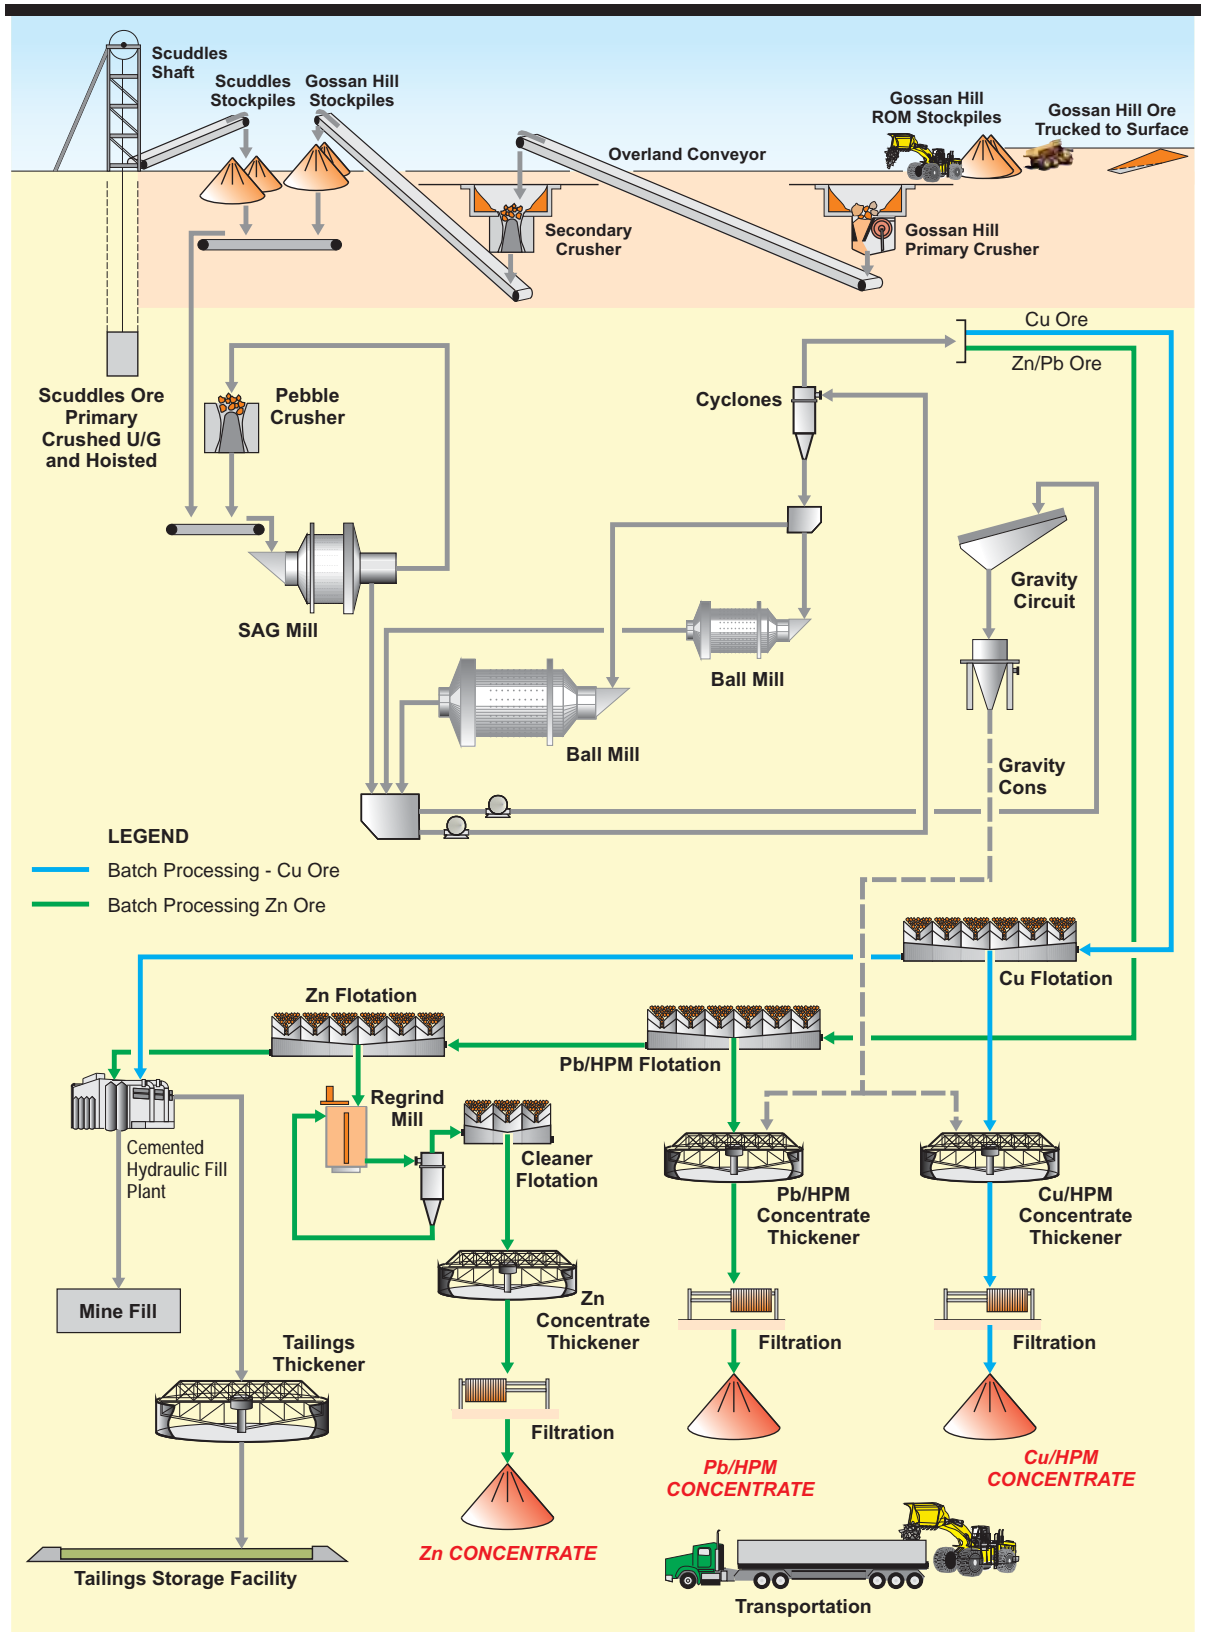 Scuddles
Shaft
Scuddles
Stockpiles
Gossan Hill
Stockpiles
Gossan Hill
ROM Stockpiles
Gossan Hill Ore
Trucked to Surface
Overland Conveyor
Secondary
Crusher
Gossan Hill
Primary Crusher
Cu Ore
Zn/Pb Ore
Scuddles Ore
Primary
Crushed U/G
and Hoisted
Pebble
Crusher
Cyclones
Gravity
Circuit
SAG Mill
Ball Mill
Ball Mill
Gravity
Cons
LEGEND
Batch Processing - Cu Ore
Batch Processing Zn Ore
Cu Flotation
Zn Flotation
Pb/HPM Flotation
Regrind
Mill
Cemented
Hydraulic Fill
Plant
Cleaner
Flotation
Pb/HPM
Concentrate
Thickener
Cu/HPM
Concentrate
Thickener
Mine Fill
Zn
Concentrate
Thickener
Tailings
Thickener
Filtration
Filtration
Filtration
Pb/HPM
CONCENTRATE
Cu/HPM
CONCENTRATE
Zn CONCENTRATE
Tailings Storage Facility
Transportation